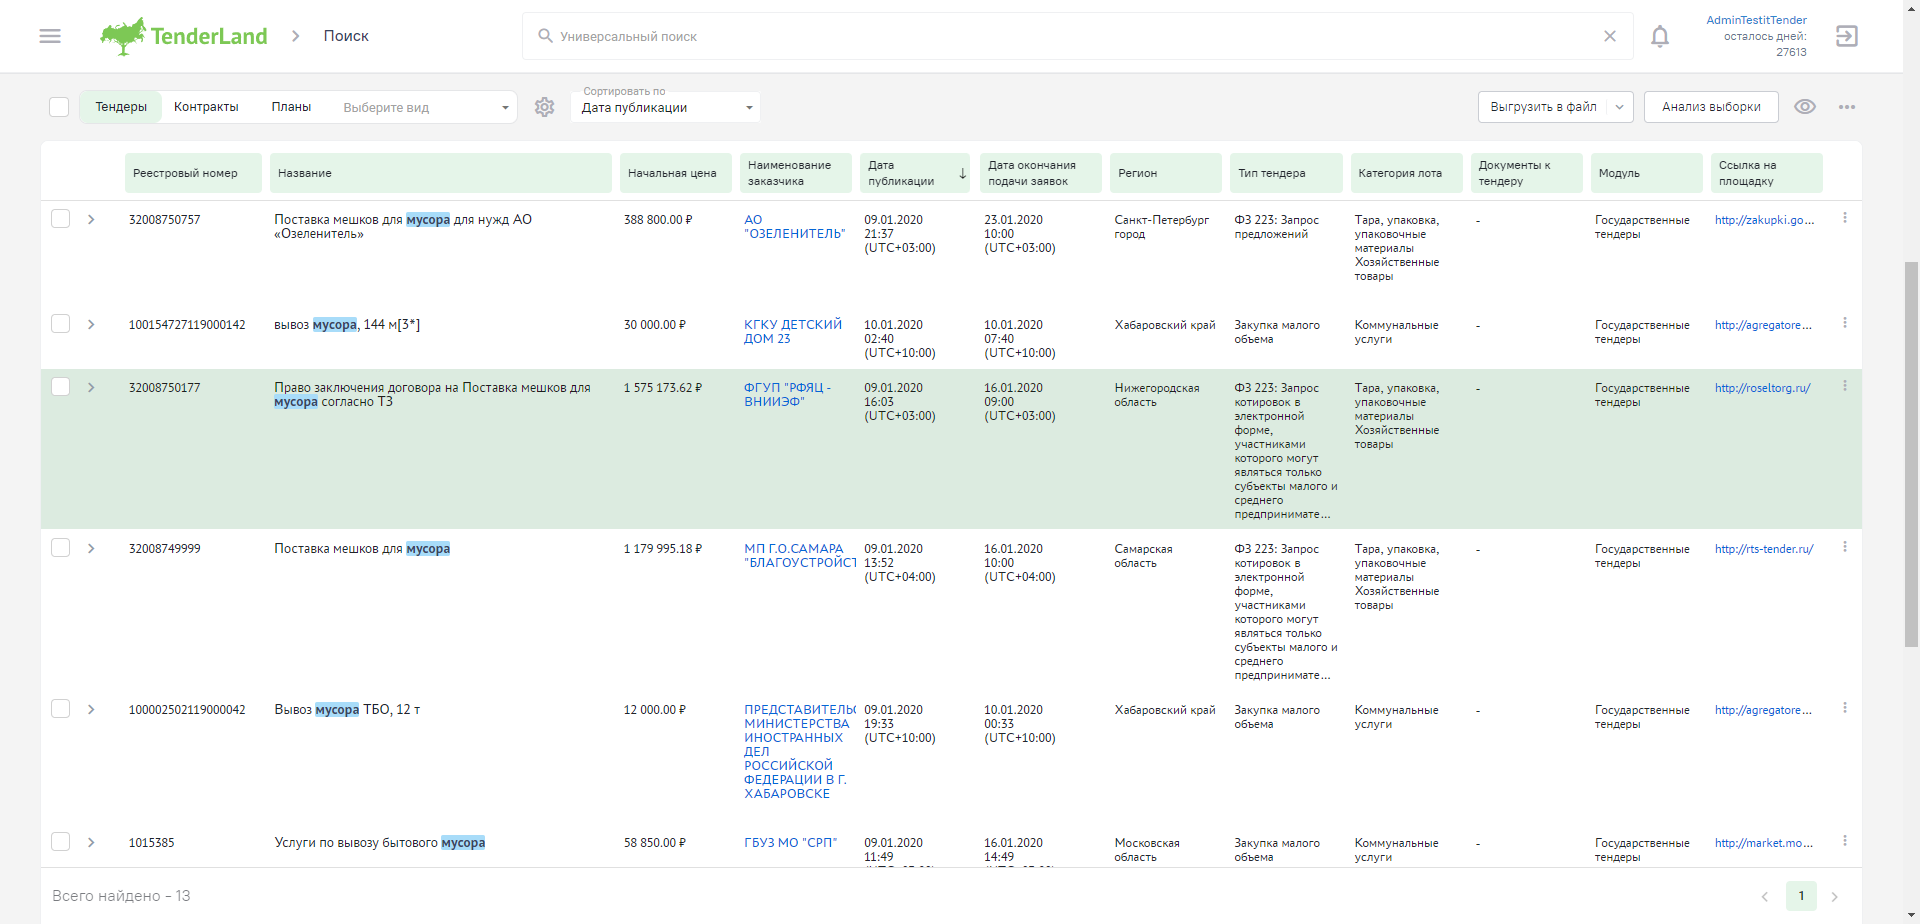 TenderLand
Поиск
Универсальный поиск
AdminTestitTender
осталось дней:
27613
Тендеры
Контракты
Планы
Выберите вид
Сортировать по
Дата публикации
Выгрузить в файл
Анализ выборки
Реестровый номер
Название
Начальная цена
Наименование
заказчика
Дата
публикации
Дата окончания
подачи заявок
Регион
Тип тендера
Категория лота
Документы к
тендеру
Модуль
Ссылка на
площадку
32008750757
Поставка мешков для мусора для нужд АО
«Озеленитель»
388 800.00 ₽
АО
"ОЗЕЛЕНИТЕЛЬ"
09.01.2020
21:37
(UTC+03:00)
23.01.2020
10:00
(UTC+03:00)
Санкт-Петербург
город
ФЗ 223: Запрос
предложений
Тара, упаковка,
упаковочные
материалы
Хозяйственные
товары
-
Государственные
тендеры
http://zakupki.go...
100154727119000142
вывоз мусора, 144 м[3*]
30 000.00 ₽
КГКУ ДЕТСКИЙ
ДОМ 23
10.01.2020
02:40
(UTC+10:00)
10.01.2020
07:40
(UTC+10:00)
Хабаровский край
Закупка малого
объема
Коммунальные
услуги
-
Государственные
тендеры
http://agregatore...
32008750177
Право заключения договора на Поставка мешков для
мусора согласно ТЗ
1 575 173.62 ₽
ФГУП "РФЯЦ -
ВНИИЭФ"
09.01.2020
16:03
(UTC+03:00)
16.01.2020
09:00
(UTC+03:00)
Нижегородская
область
ФЗ 223: Запрос
котировок в
электронной
форме,
участниками
которого могут
являться только
субъекты малого и
среднего
предпринимате...
Тара, упаковка,
упаковочные
материалы
Хозяйственные
товары
-
Государственные
тендеры
http://roseltorg.ru/
32008749999
Поставка мешков для мусора
1 179 995.18 ₽
МП Г.О.САМАРА
"БЛАГОУСТРОЙСТ
09.01.2020
13:52
(UTC+04:00)
16.01.2020
10:00
(UTC+04:00)
Самарская
область
ФЗ 223: Запрос
котировок в
электронной
форме,
участниками
которого могут
являться только
субъекты малого и
среднего
предпринимате...
Тара, упаковка,
упаковочные
материалы
Хозяйственные
товары
-
Государственные
тендеры
http://rts-tender.ru/
100002502119000042
Вывоз мусора ТБО, 12 т
12 000.00 ₽
ПРЕДСТАВИТЕЛЬС
МИНИСТЕРСТВА
ИНОСТРАННЫХ
ДЕЛ
РОССИЙСКОЙ
ФЕДЕРАЦИИ В Г.
ХАБАРОВСКЕ
09.01.2020
19:33
(UTC+10:00)
10.01.2020
00:33
(UTC+10:00)
Хабаровский край
Закупка малого
объема
Коммунальные
услуги
-
Государственные
тендеры
http://agregatore...
1015385
Услуги по вывозу бытового мусора
58 850.00 ₽
ГБУЗ МО "СРП"
09.01.2020
11:49
16.01.2020
14:49
Московская
область
Закупка малого
объема
Коммунальные
услуги
-
Государственные
тендеры
http://market.mo...
Всего найдено - 13
1